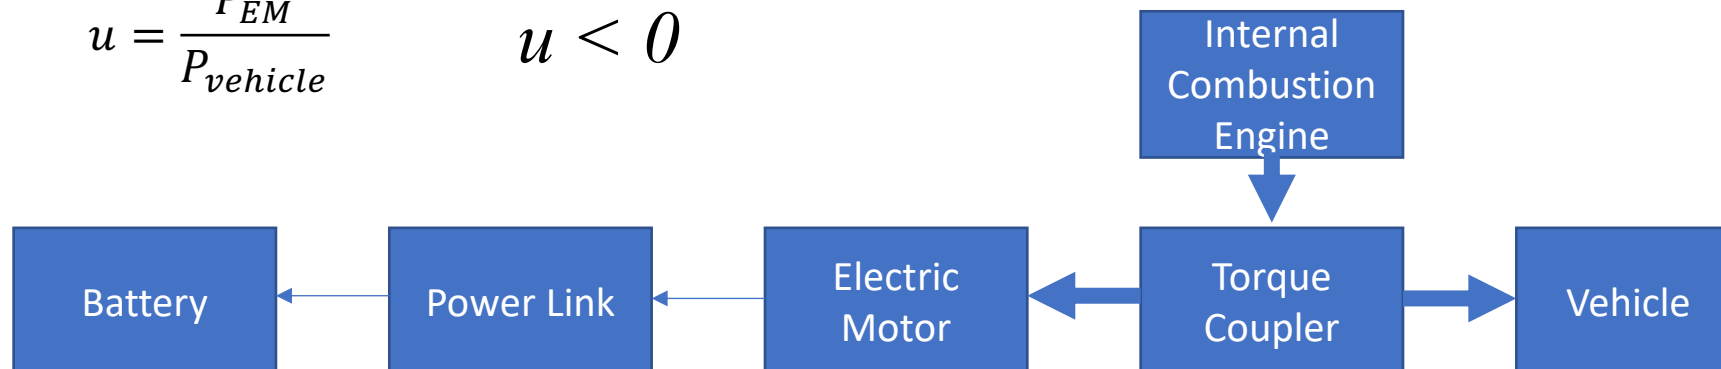 u = P_EM / P_vehicle
u < 0
Internal
Combustion
Engine
Battery
Power Link
Electric
Motor
Torque
Coupler
Vehicle